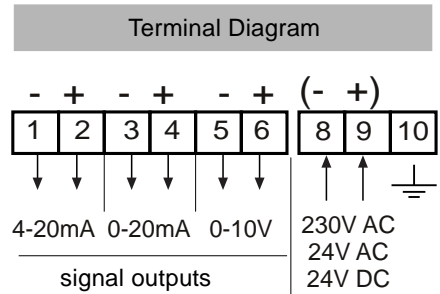 Terminal Diagram
- + - + - + (- +)
1 2 3 4 5 6 8 9 10
4-20mA 0-20mA 0-10V 230V AC
24V AC
signal outputs 24V DC